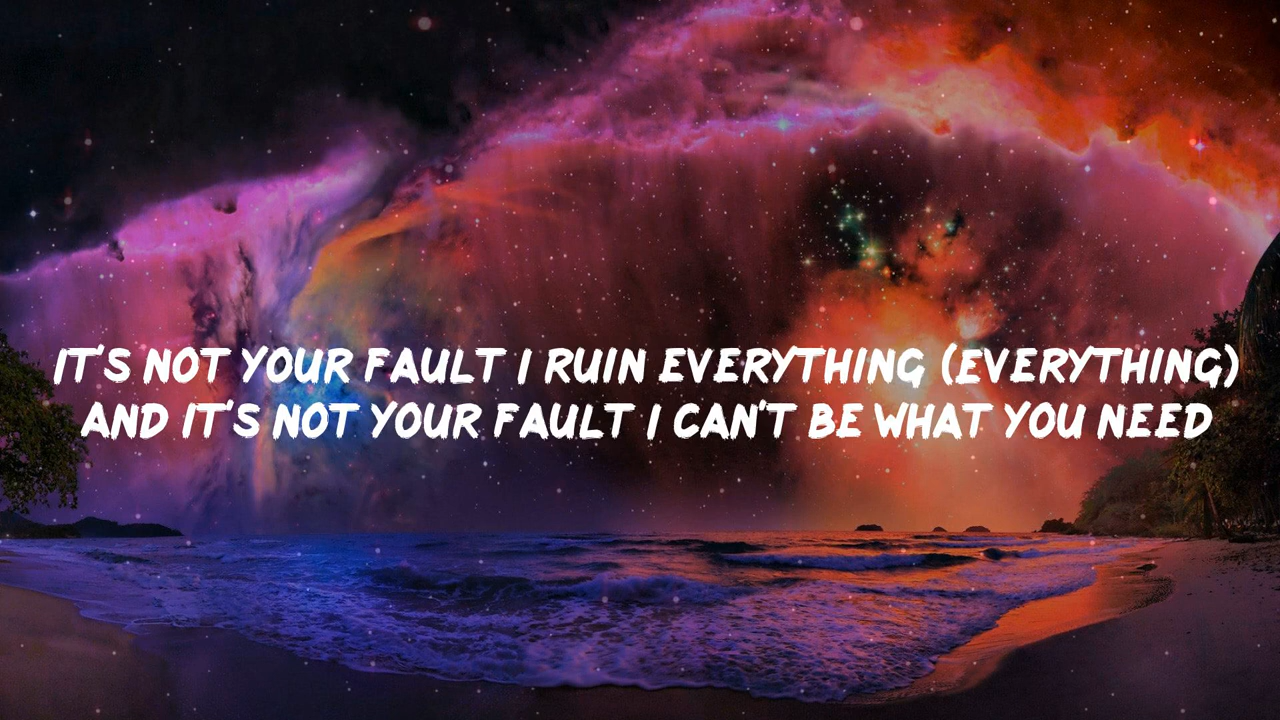 IT'S NOT YOUR FAULT I RUIN EVERYTHING (EVERYTHING)
AND IT'S NOT YOUR FAULT I CAN'T BE WHAT YOU NEED